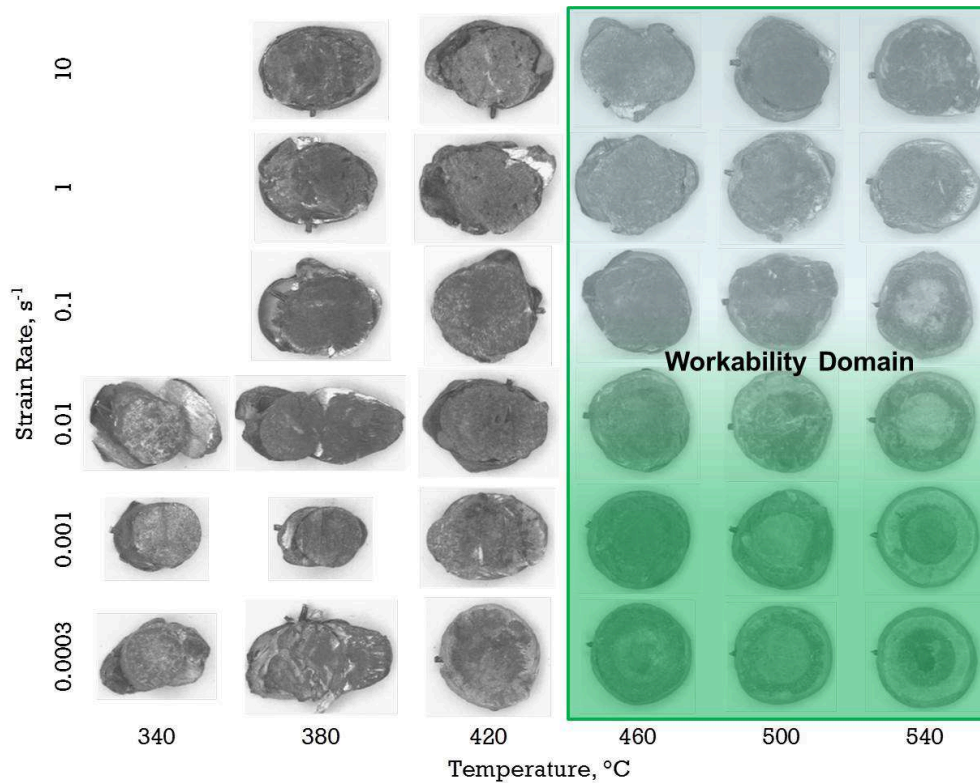 10
1
0.1
0.01
0.001
0.0003
Strain Rate, s⁻¹
Workability Domain
340 380 420 460 500 540
Temperature, °C